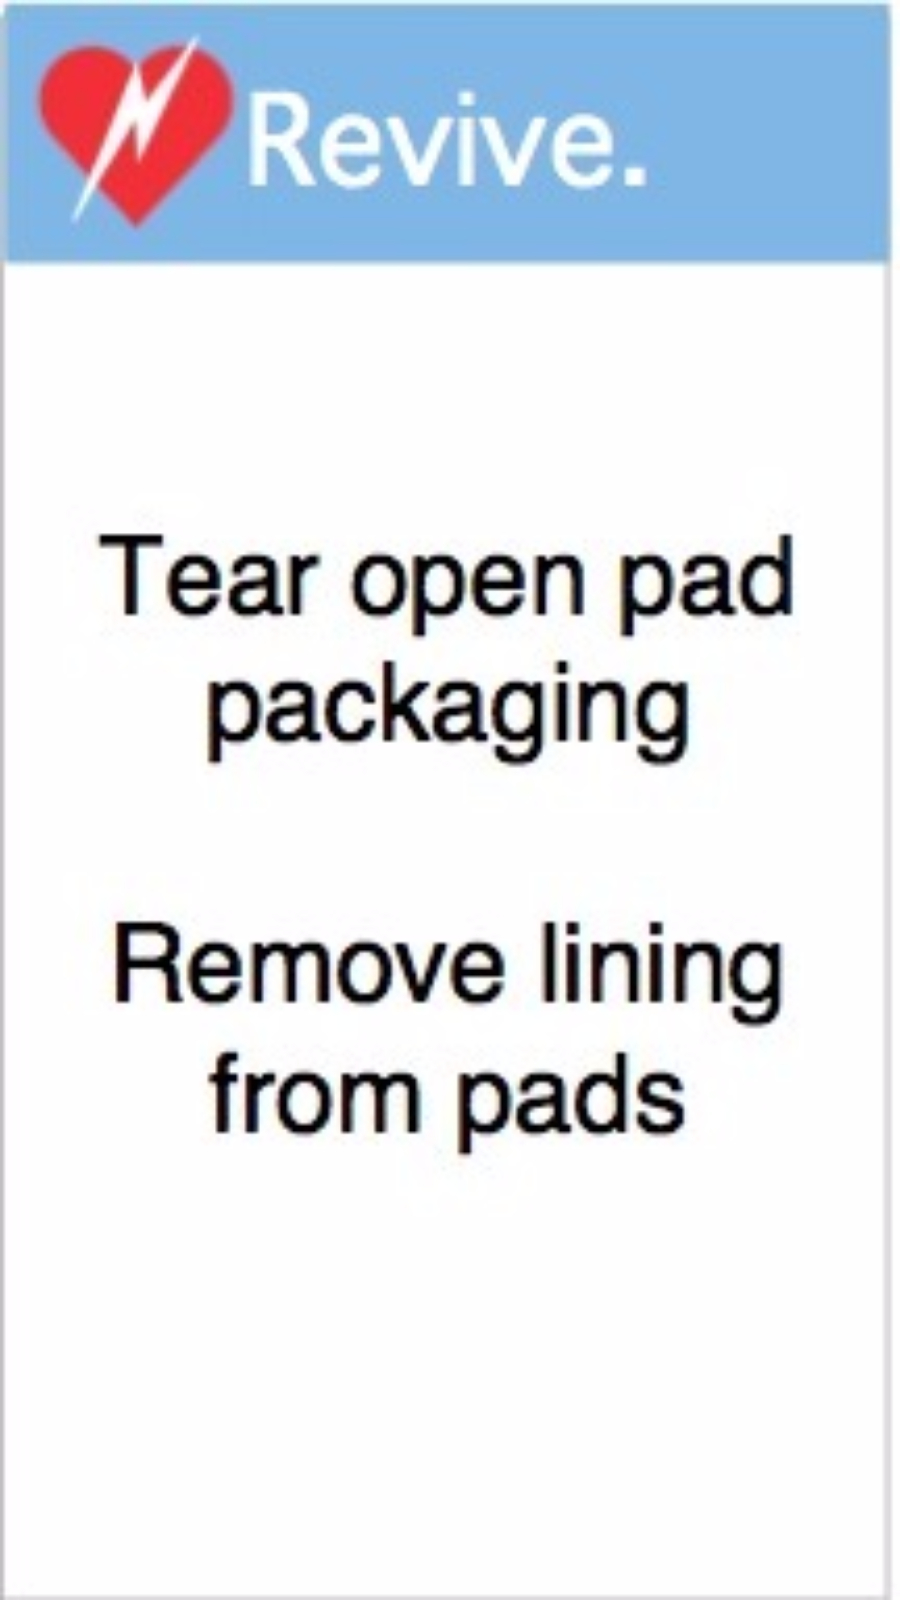 Revive.
Tear open pad
packaging
Remove lining
from pads